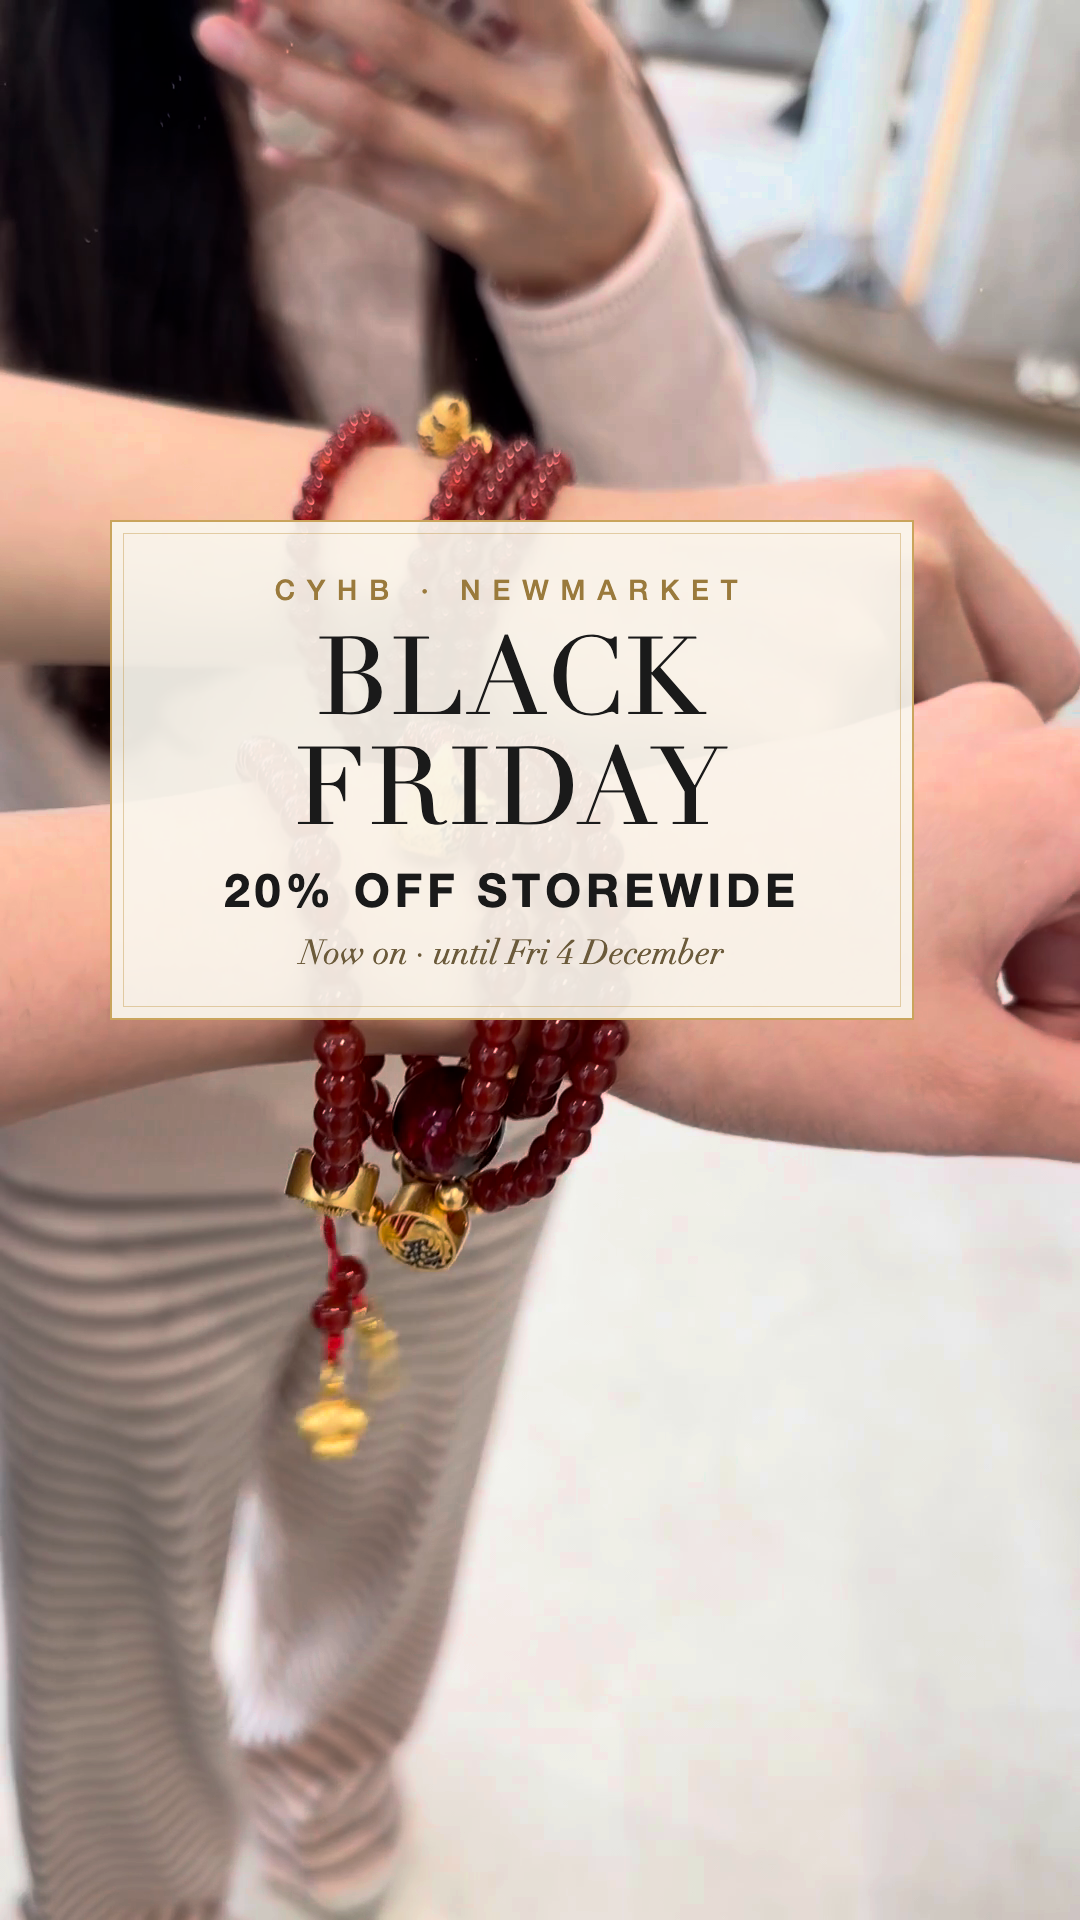 CYHB · NEWMARKET
BLACK
FRIDAY
20% OFF STOREWIDE
Now on · until Fri 4 December